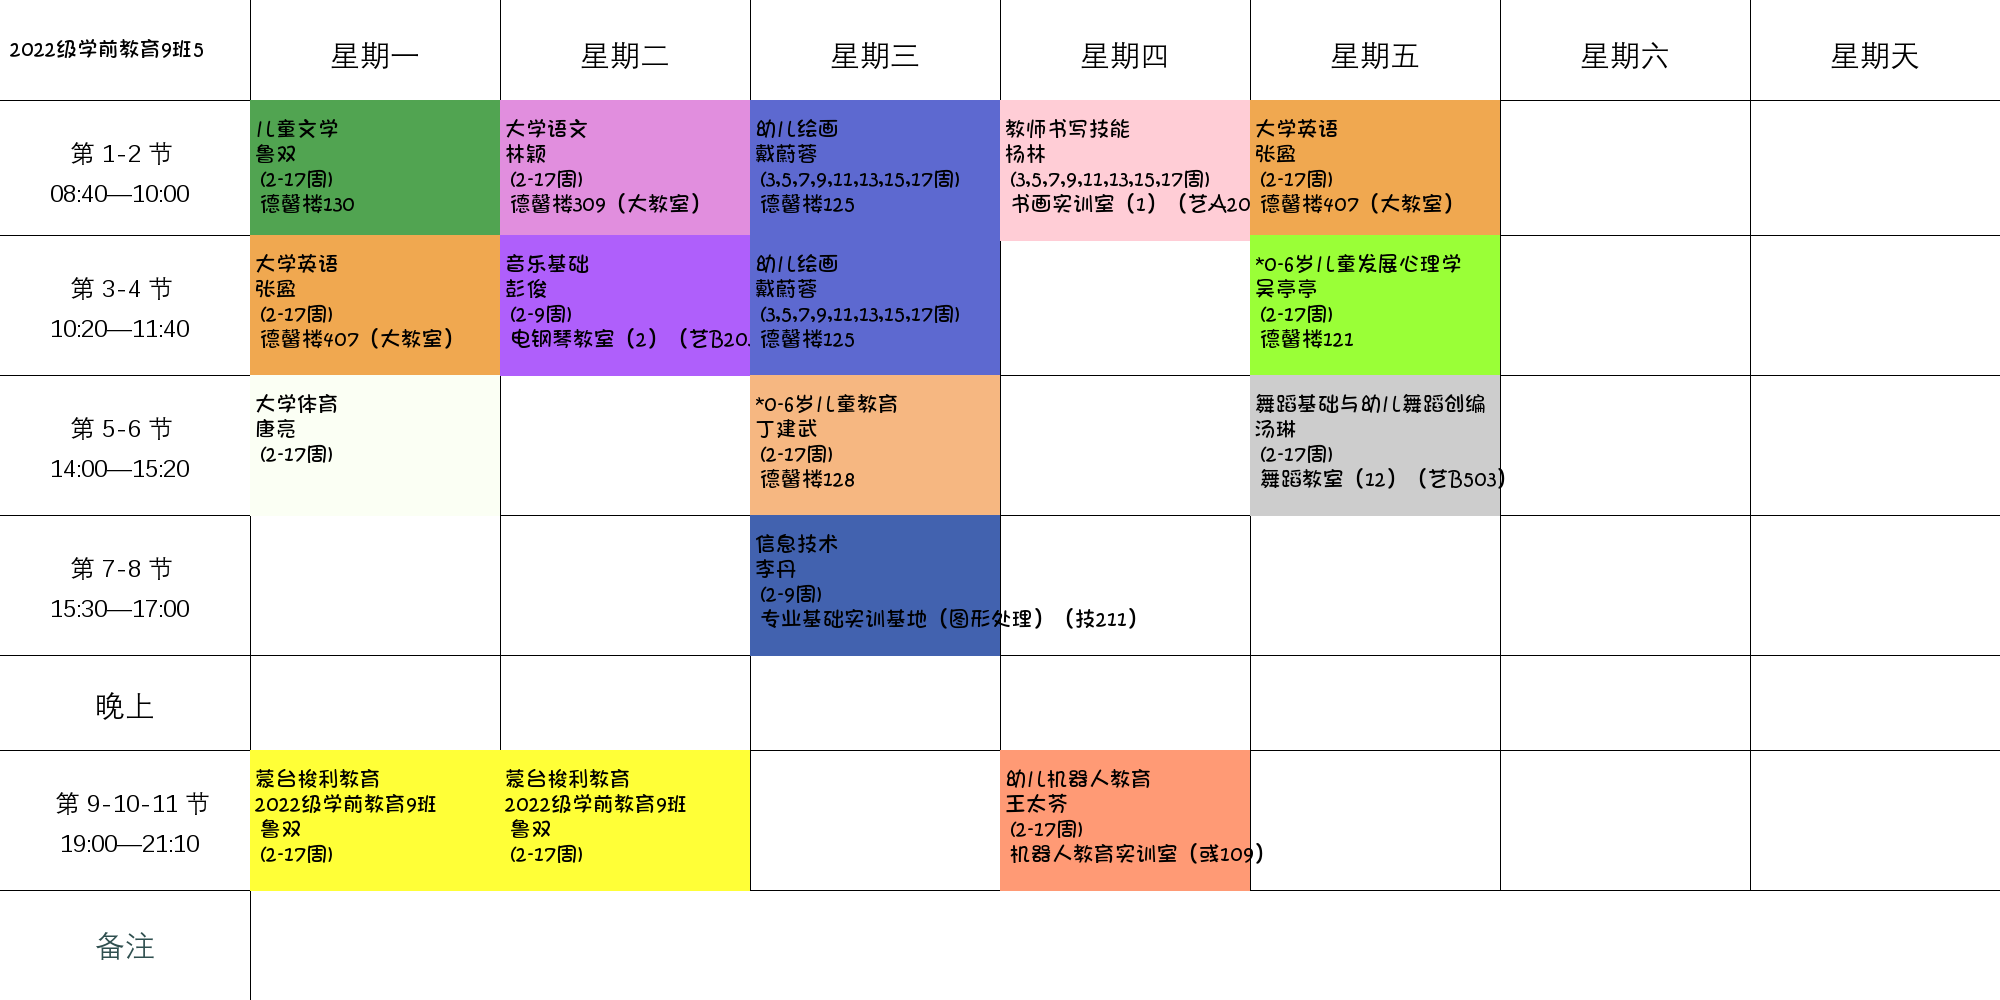 2022级学前教育9班5
星期一
星期二
星期三
星期四
星期五
星期六
星期天
第 1-2 节
08:40—10:00
儿童文学
鲁双
(2-17周)
德馨楼130
大学语文
林颖
(2-17周)
德馨楼309（大教室）
幼儿绘画
戴蔚蓉
(3,5,7,9,11,13,15,17周)
德馨楼125
教师书写技能
杨林
(3,5,7,9,11,13,15,17周)
书画实训室（1）（艺A20
大学英语
张盈
(2-17周)
德馨楼407（大教室）
第 3-4 节
10:20—11:40
大学英语
张盈
(2-17周)
德馨楼407（大教室）
音乐基础
彭俊
(2-9周)
电钢琴教室（2）（艺B20
幼儿绘画
戴蔚蓉
(3,5,7,9,11,13,15,17周)
德馨楼125
*0-6岁儿童发展心理学
吴亭亭
(2-17周)
德馨楼121
第 5-6 节
14:00—15:20
大学体育
唐亮
(2-17周)
*0-6岁儿童教育
丁建武
(2-17周)
德馨楼128
舞蹈基础与幼儿舞蹈创编
汤琳
(2-17周)
舞蹈教室（12）（艺B503）
第 7-8 节
15:30—17:00
信息技术
李丹
(2-9周)
专业基础实训基地（图形处理）（技211）
晚上
第 9-10-11 节
19:00—21:10
蒙台梭利教育
2022级学前教育9班
鲁双
(2-17周)
蒙台梭利教育
2022级学前教育9班
鲁双
(2-17周)
幼儿机器人教育
王太芬
(2-17周)
机器人教育实训室（彧109）
备注